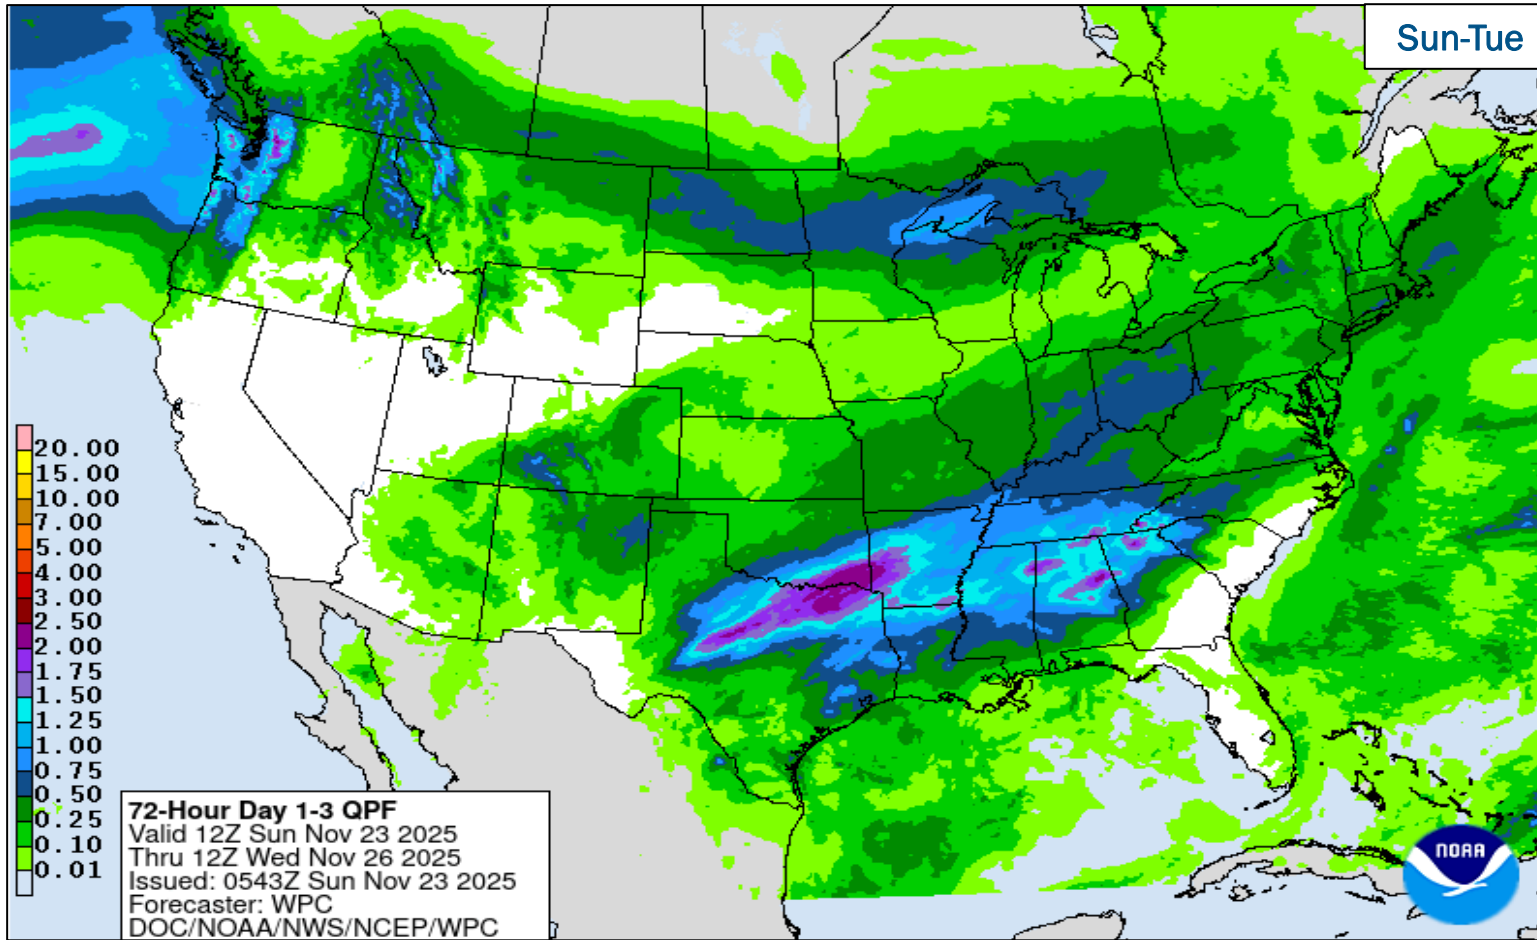 Sun-Tue
20.00
15.00
10.00
7.00
5.00
4.00
3.00
2.50
2.00
1.75
1.50
1.25
1.00
0.75
0.50
0.25
0.10
0.01
72-Hour Day 1-3 QPF
Valid 12Z Sun Nov 23 2025
Thru 12Z Wed Nov 26 2025
Issued: 0543Z Sun Nov 23 2025
Forecaster: WPC
DOC/NOAA/NWS/NCEP/WPC
NOAA